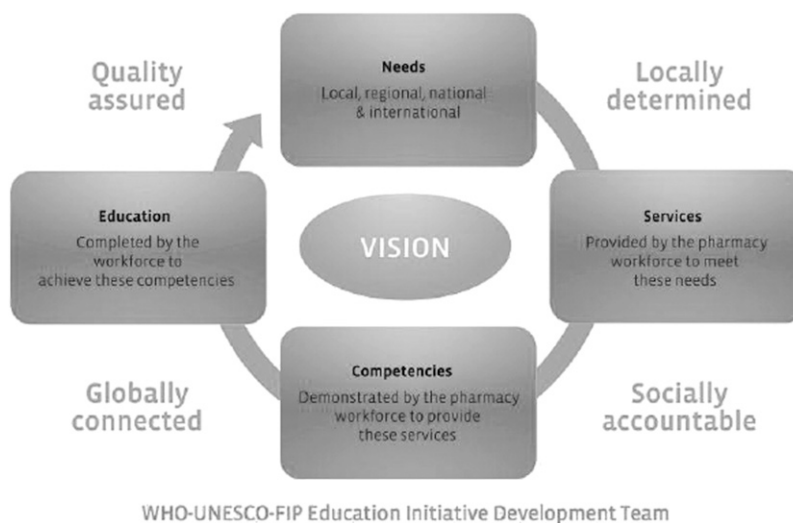 Quality
assured
Needs
Local, regional, national
& international
Locally
determined
Education
Completed by the
workforce to
achieve these competencies
VISION
Services
Provided by the pharmacy
workforce to meet
these needs
Globally
connected
Competencies
Demonstrated by the pharmacy
workforce to provide
these services
Socially
accountable
WHO-UNESCO-FIP Education Initiative Development Team